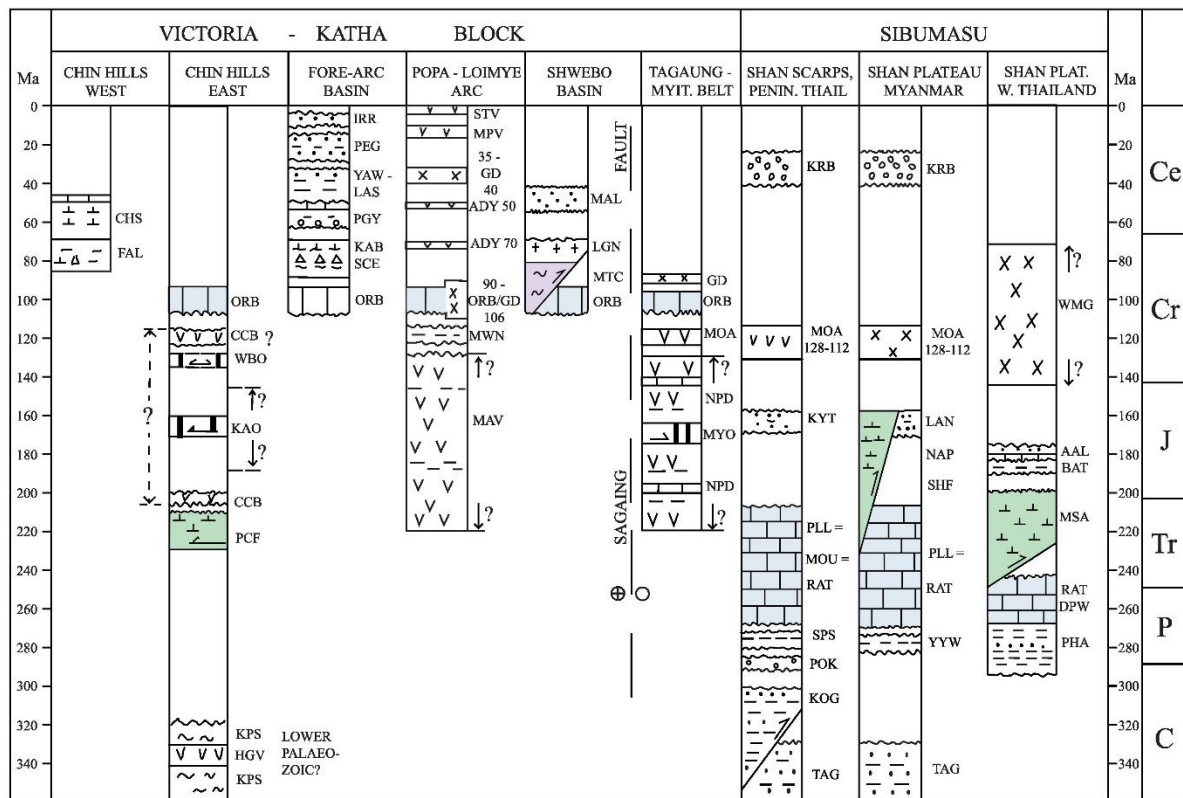 VICTORIA - KATHA BLOCK
SIBUMASU
Ma
CHIN HILLS
WEST
CHIN HILLS
EAST
FORE-ARC
BASIN
POPA - LOIMYE
ARC
SHWEBO
BASIN
TAGAUNG -
MYIT. BELT
SHAN SCARPS,
PENIN. THAIL
SHAN PLATEAU
MYANMAR
SHAN PLAT.
W. THAILAND
Ma
0
20
40
60
80
100
120
140
160
180
200
220
240
260
280
300
320
340
CHS
FAL
?
ORB
CCB ?
WBO
?
KAO
?
CCB
PCF
KPS
HGV
KPS
LOWER
PALAEO-
ZOIC?
IRR
PEG
YAW -
LAS
PGY
KAB
SCE
ORB
STV
MPV
35 -
GD
40
ADY 50
ADY 70
90 -
ORB/GD
106
MWN
?
MAV
?
MAL
LGN
MTC
ORB
SAGAING
FAULT
GD
ORB
MOA
?
NPD
MYO
NPD
?
KRB
MOA
128-112
KYT
PLL =
MOU =
RAT
SPS
POK
KOG
TAG
KRB
MOA
128-112
LAN
NAP
SHF
PLL =
RAT
YYW
TAG
?
WMG
?
AAL
BAT
MSA
RAT
DPW
PHA
0
20
40
60
80
100
120
140
160
180
200
220
240
260
280
300
320
340
Ce
Cr
J
Tr
P
C